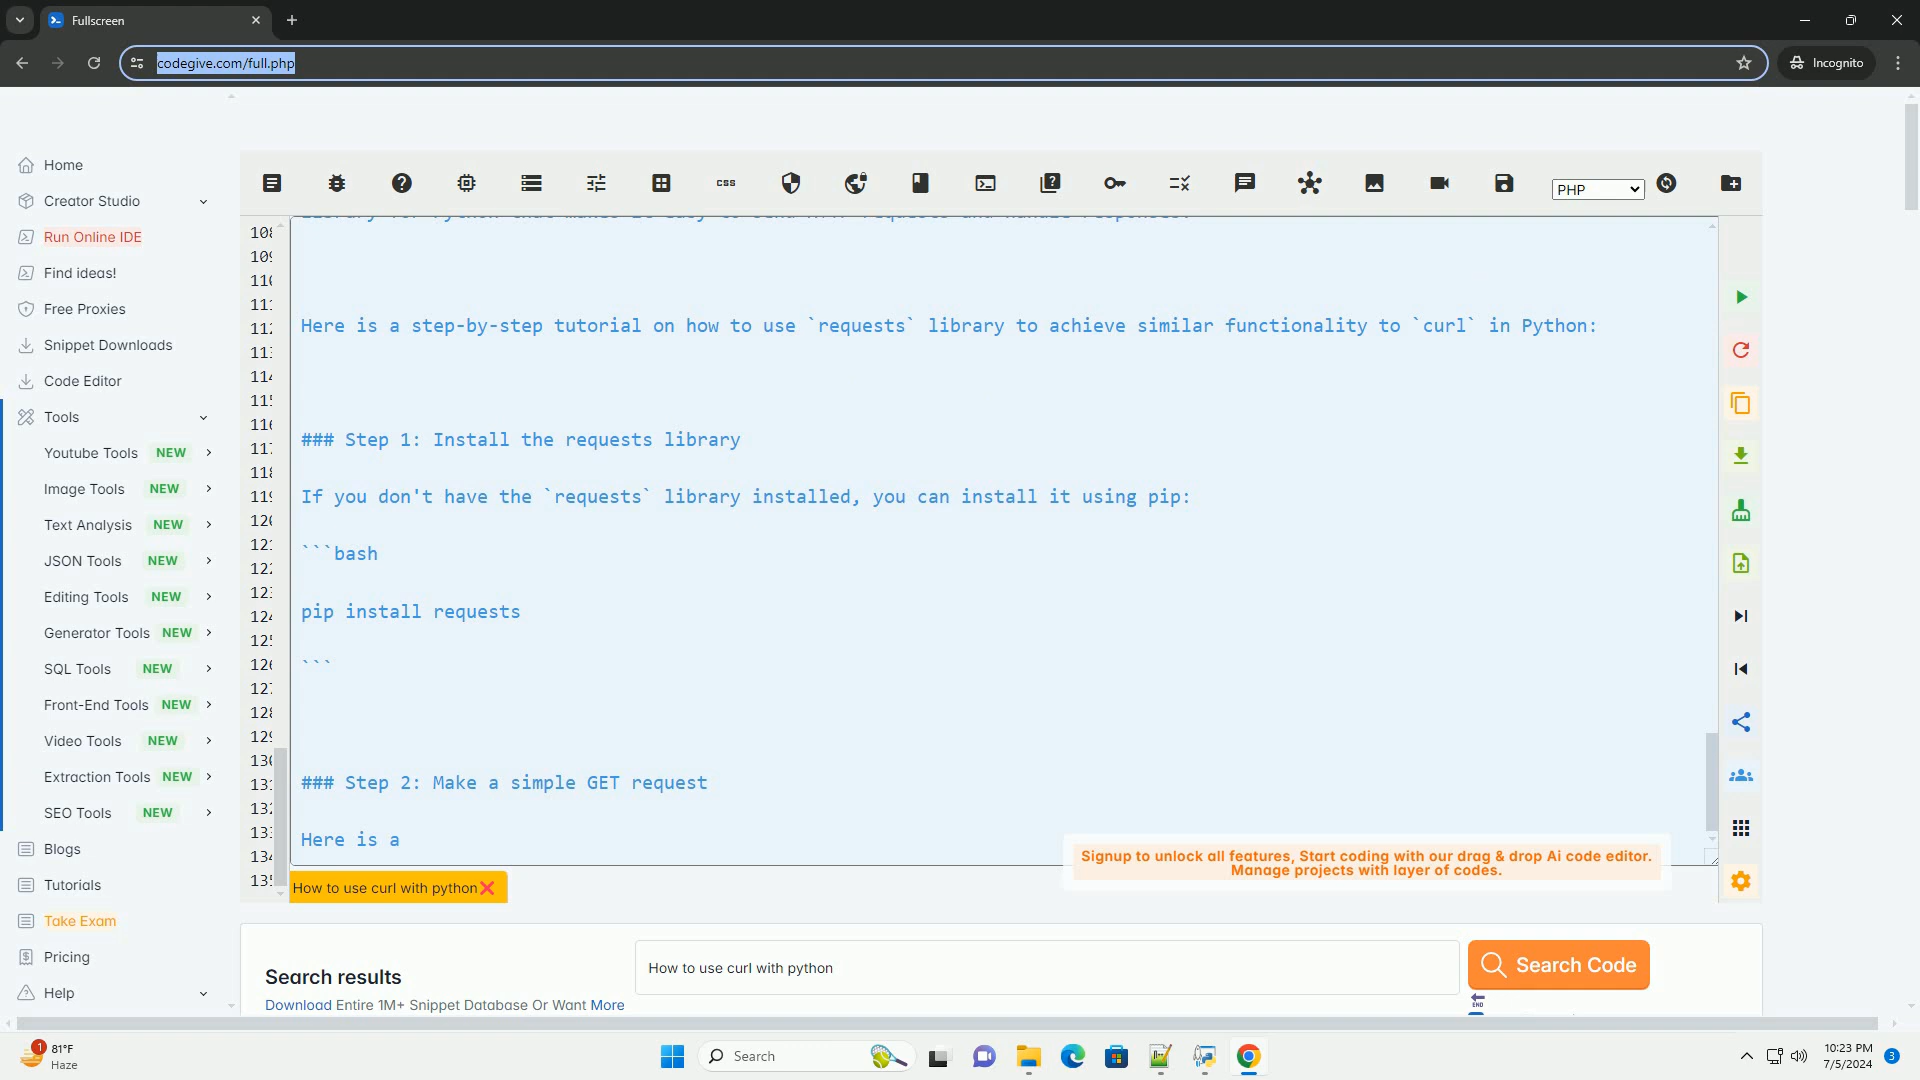 Fullscreen
codegive.com/full.php
Incognito
Home
Creator Studio
Run Online IDE
Find ideas!
Free Proxies
Snippet Downloads
Code Editor
Tools
Youtube Tools NEW
Image Tools NEW
Text Analysis NEW
JSON Tools NEW
Editing Tools NEW
Generator Tools NEW
SQL Tools NEW
Front-End Tools NEW
Video Tools NEW
Extraction Tools NEW
SEO Tools NEW
Blogs
Tutorials
Take Exam
Pricing
Help
css
PHP
Here is a step-by-step tutorial on how to use `requests` library to achieve similar functionality to `curl` in Python:
### Step 1: Install the requests library
If you don't have the `requests` library installed, you can install it using pip:
```bash
pip install requests
```
### Step 2: Make a simple GET request
Here is a
Signup to unlock all features, Start coding with our drag & drop Ai code editor.
Manage projects with layer of codes.
How to use curl with python
Search results
Download Entire 1M+ Snippet Database Or Want More
How to use curl with python
Search Code
END
1
81°F
Haze
Search
10:23 PM
7/5/2024
3